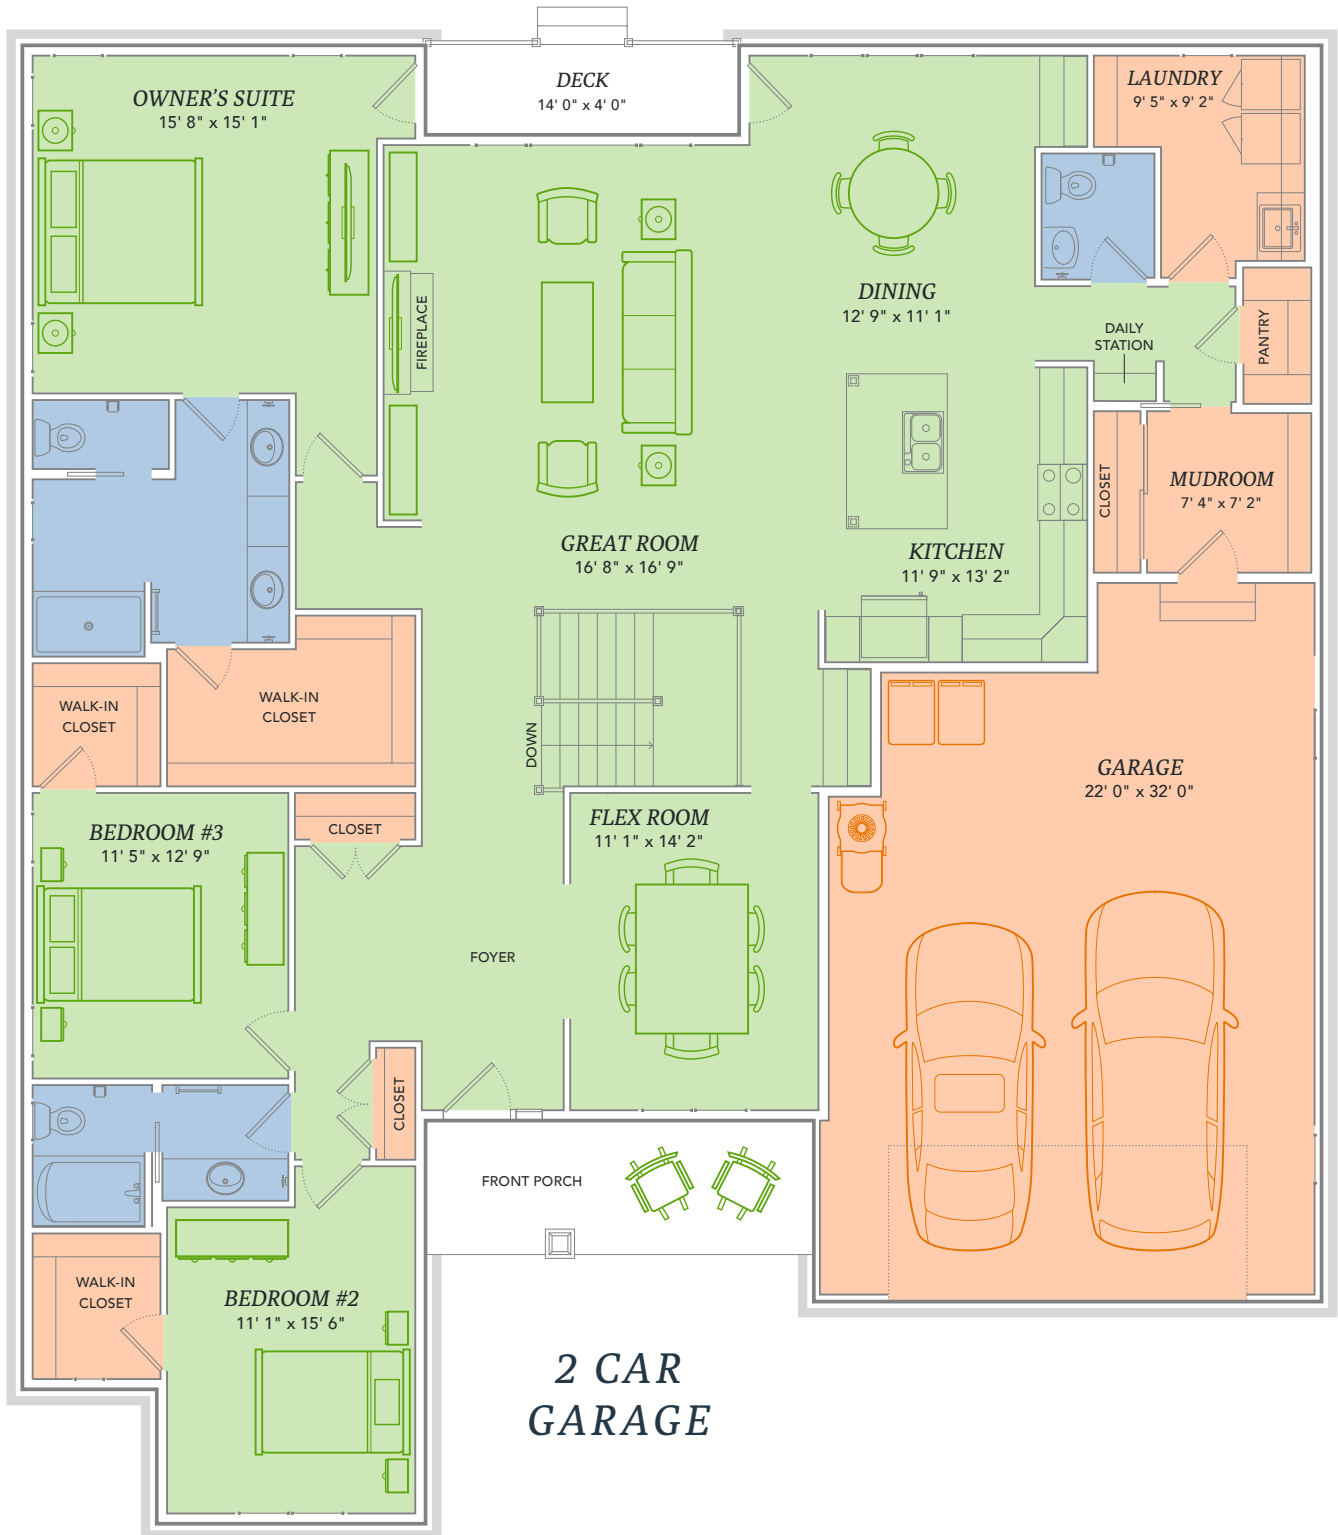 DECK
14' 0" x 4' 0"
OWNER'S SUITE
15' 8" x 15' 1"
LAUNDRY
9' 5" x 9' 2"
FIREPLACE
DINING
12' 9" x 11' 1"
DAILY
STATION
PANTRY
CLOSET
MUDROOM
7' 4" x 7' 2"
GREAT ROOM
16' 8" x 16' 9"
KITCHEN
11' 9" x 13' 2"
WALK-IN
CLOSET
WALK-IN
CLOSET
DOWN
GARAGE
22' 0" x 32' 0"
BEDROOM #3
11' 5" x 12' 9"
CLOSET
FLEX ROOM
11' 1" x 14' 2"
FOYER
CLOSET
FRONT PORCH
WALK-IN
CLOSET
BEDROOM #2
11' 1" x 15' 6"
2 CAR
GARAGE